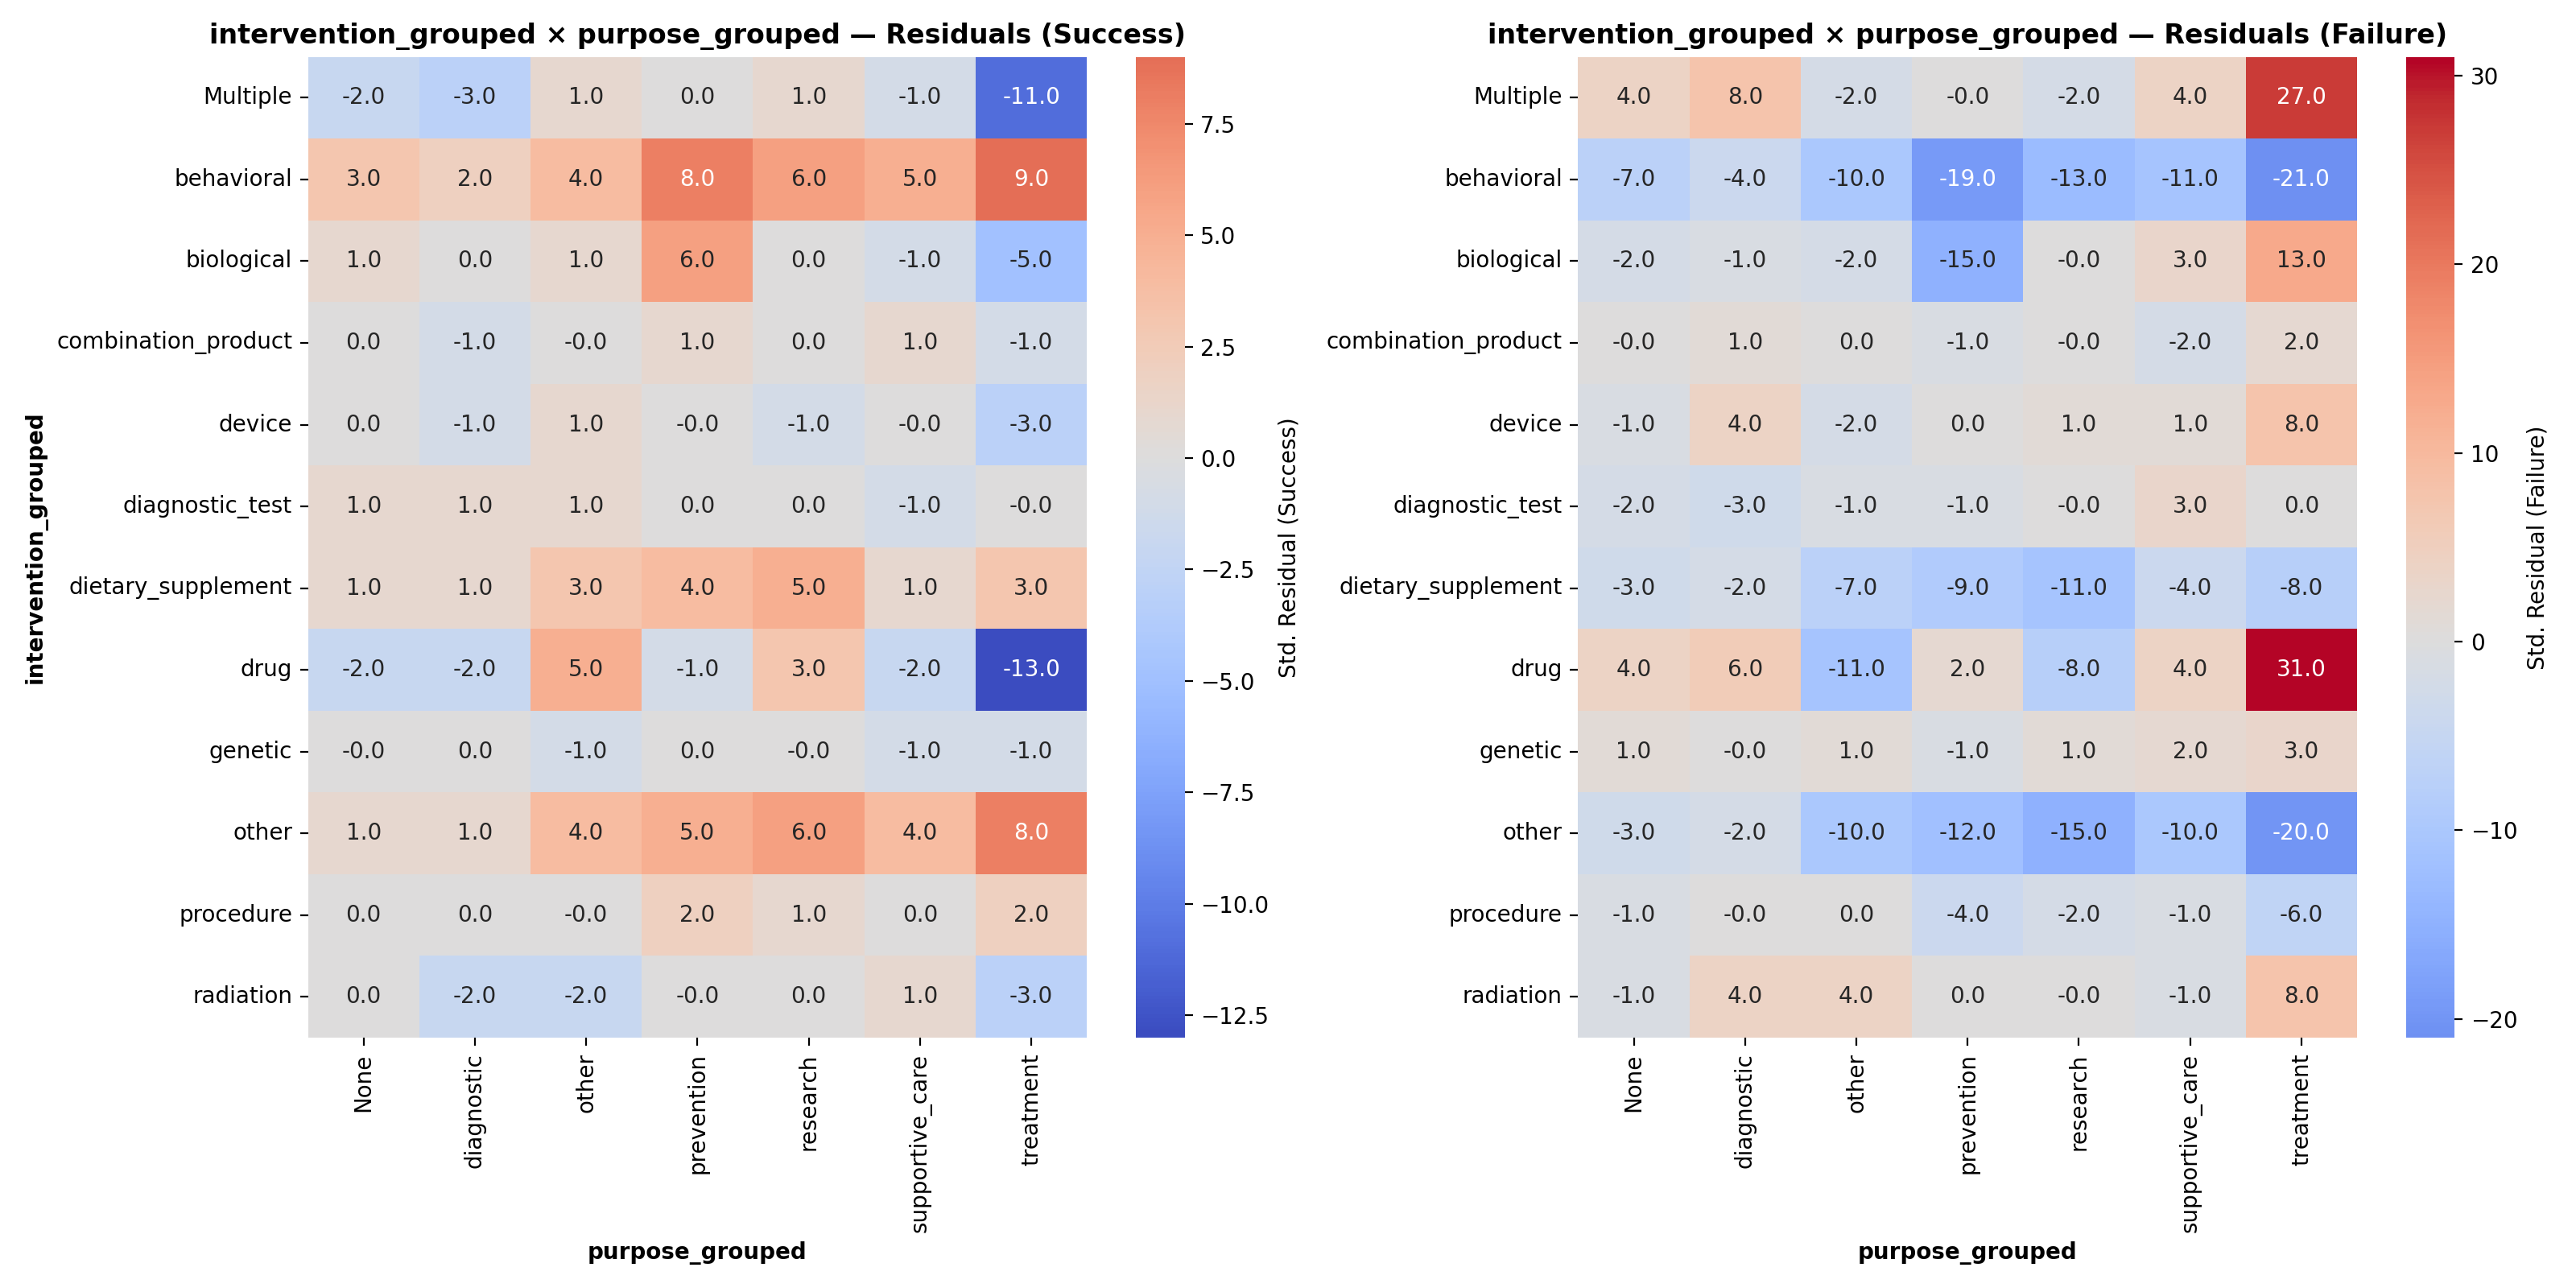 intervention_grouped × purpose_grouped — Residuals (Success)
intervention_grouped
Multiple -2.0 -3.0 1.0 0.0 1.0 -1.0 -11.0
behavioral 3.0 2.0 4.0 8.0 6.0 5.0 9.0
biological 1.0 0.0 1.0 6.0 0.0 -1.0 -5.0
combination_product 0.0 -1.0 -0.0 1.0 0.0 1.0 -1.0
device 0.0 -1.0 1.0 -0.0 -1.0 -0.0 -3.0
diagnostic_test 1.0 1.0 1.0 0.0 0.0 -1.0 -0.0
dietary_supplement 1.0 1.0 3.0 4.0 5.0 1.0 3.0
drug -2.0 -2.0 5.0 -1.0 3.0 -2.0 -13.0
genetic -0.0 0.0 -1.0 0.0 -0.0 -1.0 -1.0
other 1.0 1.0 4.0 5.0 6.0 4.0 8.0
procedure 0.0 0.0 -0.0 2.0 1.0 0.0 2.0
radiation 0.0 -2.0 -2.0 -0.0 0.0 1.0 -3.0
None diagnostic other prevention research supportive_care treatment
purpose_grouped
7.5
5.0
2.5
0.0
−2.5
−5.0
−7.5
−10.0
−12.5
Std. Residual (Success)
intervention_grouped × purpose_grouped — Residuals (Failure)
Multiple 4.0 8.0 -2.0 -0.0 -2.0 4.0 27.0
behavioral -7.0 -4.0 -10.0 -19.0 -13.0 -11.0 -21.0
biological -2.0 -1.0 -2.0 -15.0 -0.0 3.0 13.0
combination_product -0.0 1.0 0.0 -1.0 -0.0 -2.0 2.0
device -1.0 4.0 -2.0 0.0 1.0 1.0 8.0
diagnostic_test -2.0 -3.0 -1.0 -1.0 -0.0 3.0 0.0
dietary_supplement -3.0 -2.0 -7.0 -9.0 -11.0 -4.0 -8.0
drug 4.0 6.0 -11.0 2.0 -8.0 4.0 31.0
genetic 1.0 -0.0 1.0 -1.0 1.0 2.0 3.0
other -3.0 -2.0 -10.0 -12.0 -15.0 -10.0 -20.0
procedure -1.0 -0.0 0.0 -4.0 -2.0 -1.0 -6.0
radiation -1.0 4.0 4.0 0.0 -0.0 -1.0 8.0
None diagnostic other prevention research supportive_care treatment
purpose_grouped
30
20
10
0
−10
−20
Std. Residual (Failure)